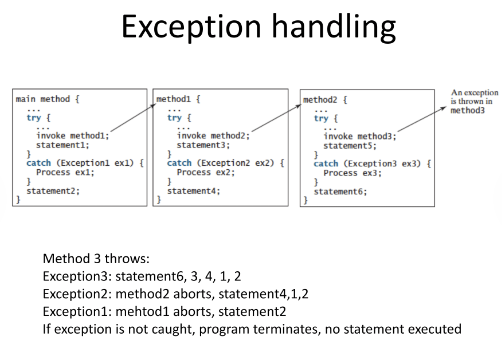 Exception handling
main method {
...
try {
...
invoke method1;
statement1;
}
catch (Exception1 ex1) {
Process ex1;
}
statement2;
}
method1 {
...
try {
...
invoke method2;
statement3;
}
catch (Exception2 ex2) {
Process ex2;
}
statement4;
}
method2 {
...
try {
...
invoke method3;
statement5;
}
catch (Exception3 ex3) {
Process ex3;
}
statement6;
}
An exception
is thrown in
method3
Method 3 throws:
Exception3: statement6, 3, 4, 1, 2
Exception2: method2 aborts, statement4,1,2
Exception1: mehtod1 aborts, statement2
If exception is not caught, program terminates, no statement executed